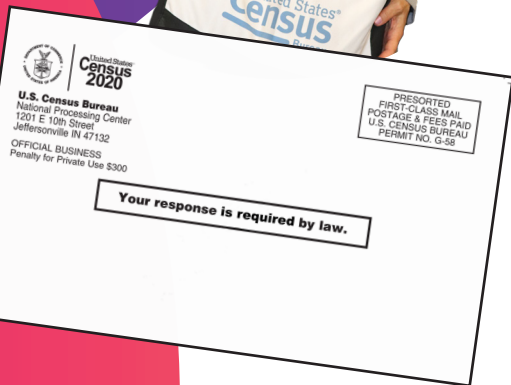 United States®
Census
Bureau
United States®
Census
2020
U.S. Census Bureau
National Processing Center
1201 E 10th Street
Jeffersonville IN 47132
OFFICIAL BUSINESS
Penalty for Private Use $300
PRESORTED
FIRST-CLASS MAIL
POSTAGE & FEES PAID
U.S. CENSUS BUREAU
PERMIT NO. G-58
Your response is required by law.